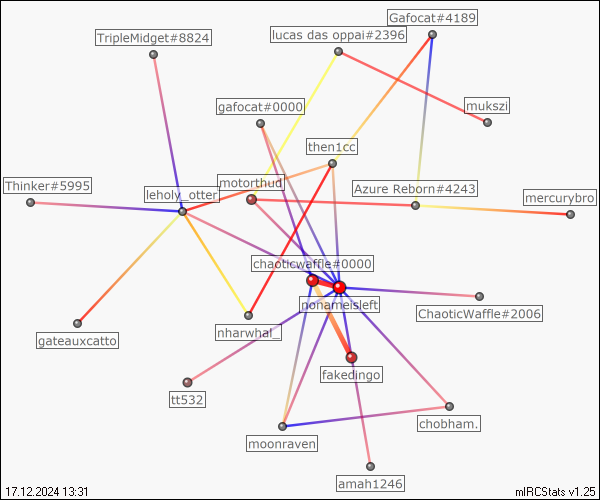 Gafocat#4189
lucas das oppai#2396
TripleMidget#8824
gafocat#0000
mukszi
then1cc
Thinker#5995
motorthud
leholy_otter
Azure Reborn#4243
mercurybro
chaoticwaffle#0000
nonameisleft
ChaoticWaffle#2006
nharwhal_
gateauxcatto
fakedingo
tt532
chobham.
moonraven
amah1246
17.12.2024 13:31
mIRCStats v1.25